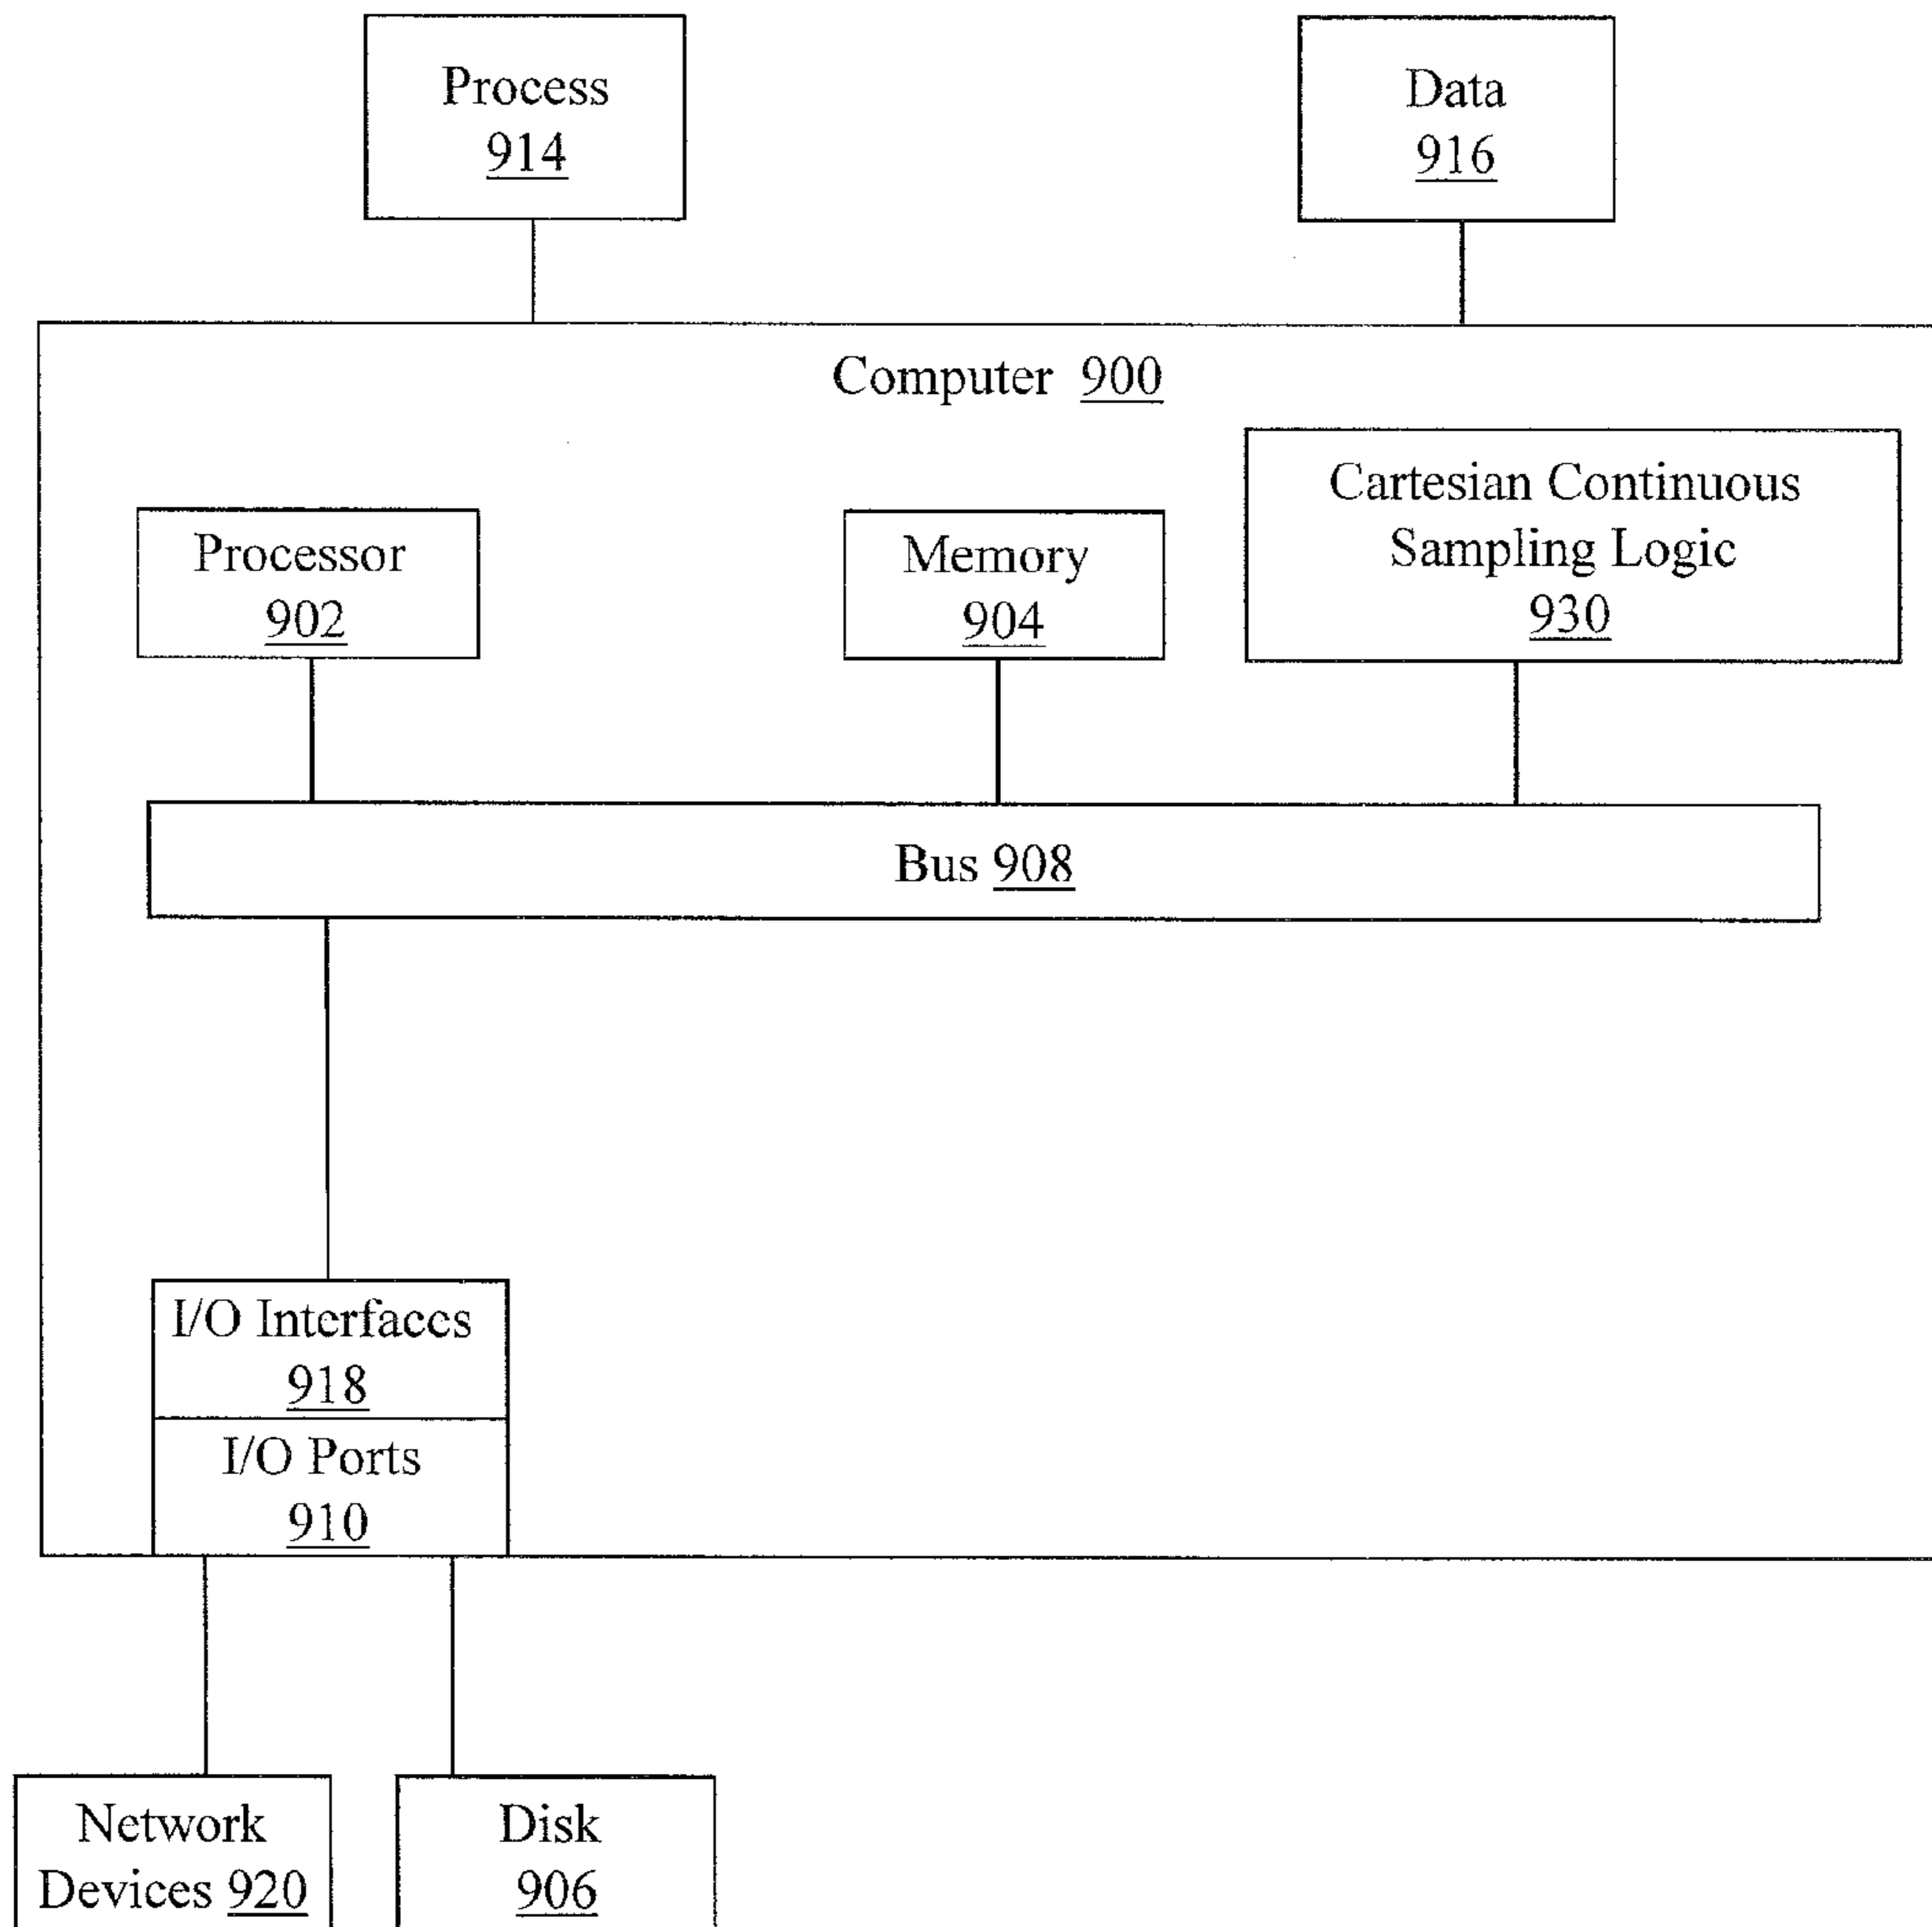 Process
914
Data
916
Computer 900
Processor
902
Memory
904
Cartesian Continuous
Sampling Logic
930
Bus 908
I/O Interfaces
918
I/O Ports
910
Network
Devices 920
Disk
906